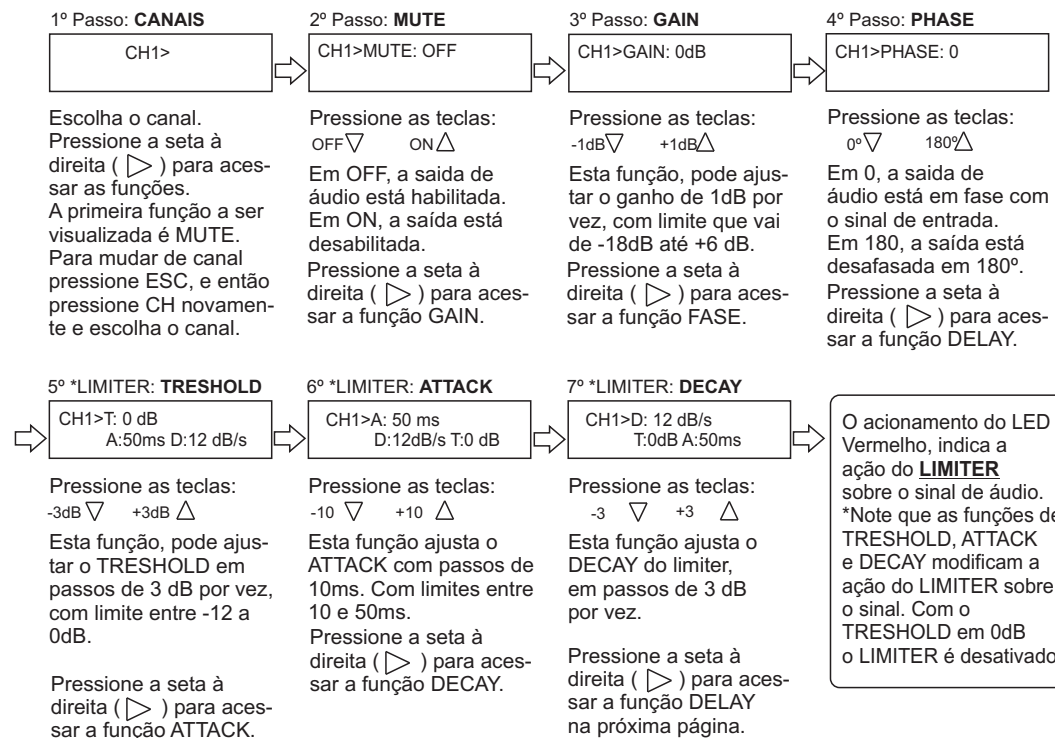 1º Passo: CANAIS
CH1>
Escolha o canal.
Pressione a seta à
direita ( ▷ ) para aces-
sar as funções.
A primeira função a ser
visualizada é MUTE.
Para mudar de canal
pressione ESC, e então
pressione CH novamen-
te e escolha o canal.
2º Passo: MUTE
CH1>MUTE: OFF
Pressione as teclas:
OFF▽ ON△
Em OFF, a saida de
áudio está habilitada.
Em ON, a saída está
desabilitada.
Pressione a seta à
direita ( ▷ ) para aces-
sar a função GAIN.
3º Passo: GAIN
CH1>GAIN: 0dB
Pressione as teclas:
-1dB▽ +1dB△
Esta função, pode ajus-
tar o ganho de 1dB por
vez, com limite que vai
de -18dB até +6 dB.
Pressione a seta à
direita ( ▷ ) para aces-
sar a função FASE.
4º Passo: PHASE
CH1>PHASE: 0
Pressione as teclas:
0º▽ 180º△
Em 0, a saida de
áudio está em fase com
o sinal de entrada.
Em 180, a saída está
desafasada em 180º.
Pressione a seta à
direita ( ▷ ) para aces-
sar a função DELAY.
5º *LIMITER: TRESHOLD
CH1>T: 0 dB
A:50ms D:12 dB/s
Pressione as teclas:
-3dB ▽ +3dB △
Esta função, pode ajus-
tar o TRESHOLD em
passos de 3 dB por vez,
com limite entre -12 a
0dB.
Pressione a seta à
direita ( ▷ ) para aces-
sar a função ATTACK.
6º *LIMITER: ATTACK
CH1>A: 50 ms
D:12dB/s T:0 dB
Pressione as teclas:
-10 ▽ +10 △
Esta função ajusta o
ATTACK com passos de
10ms. Com limites entre
10 e 50ms.
Pressione a seta à
direita ( ▷ ) para aces-
sar a função DECAY.
7º *LIMITER: DECAY
CH1>D: 12 dB/s
T:0dB A:50ms
Pressione as teclas:
-3 ▽ +3 △
Esta função ajusta o
DECAY do limiter,
em passos de 3 dB
por vez.
Pressione a seta à
direita ( ▷ ) para aces-
sar a função DELAY
na próxima página.
O acionamento do LED
Vermelho, indica a
ação do LIMITER
sobre o sinal de áudio.
*Note que as funções de
TRESHOLD, ATTACK
e DECAY modificam a
ação do LIMITER sobre
o sinal. Com o
TRESHOLD em 0dB
o LIMITER é desativado